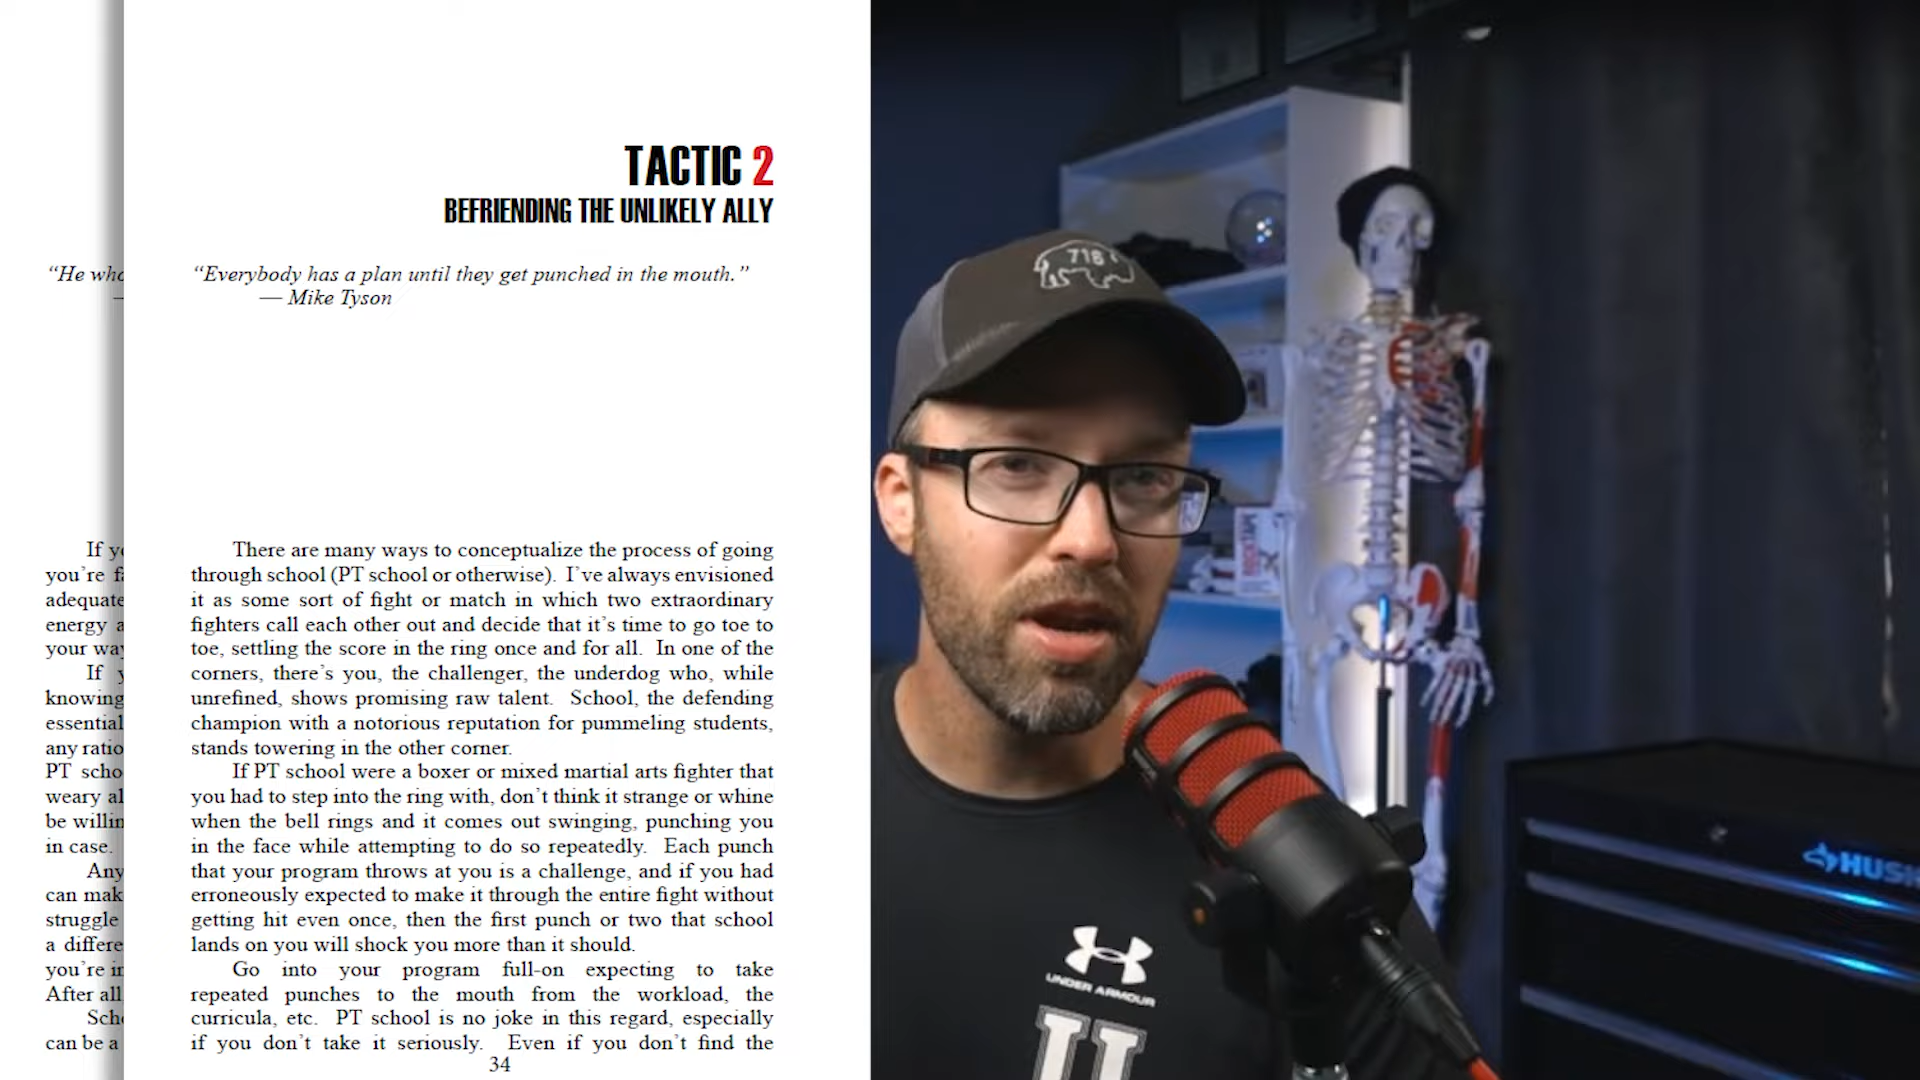 TACTIC 2
BEFRIENDING THE UNLIKELY ALLY
“He who
“Everybody has a plan until they get punched in the mouth.”
— Mike Tyson
There are many ways to conceptualize the process of going
through school (PT school or otherwise). I’ve always envisioned
it as some sort of fight or match in which two extraordinary
fighters call each other out and decide that it’s time to go toe to
toe, settling the score in the ring once and for all. In one of the
corners, there’s you, the challenger, the underdog who, while
unrefined, shows promising raw talent. School, the defending
champion with a notorious reputation for pummeling students,
stands towering in the other corner.
If PT school were a boxer or mixed martial arts fighter that
you had to step into the ring with, don’t think it strange or whine
when the bell rings and it comes out swinging, punching you
in the face while attempting to do so repeatedly. Each punch
that your program throws at you is a challenge, and if you had
erroneously expected to make it through the entire fight without
getting hit even once, then the first punch or two that school
lands on you will shock you more than it should.
Go into your program full-on expecting to take
repeated punches to the mouth from the workload, the
curricula, etc. PT school is no joke in this regard, especially
if you don’t take it seriously. Even if you don’t find the
34
If
you’re
adequate
energy
your way
If
knowing
essential
any
PT
weary
be
in case.
Any
can
struggle
a
you’re in
After all
can be a
716
UNDER ARMOUR
U